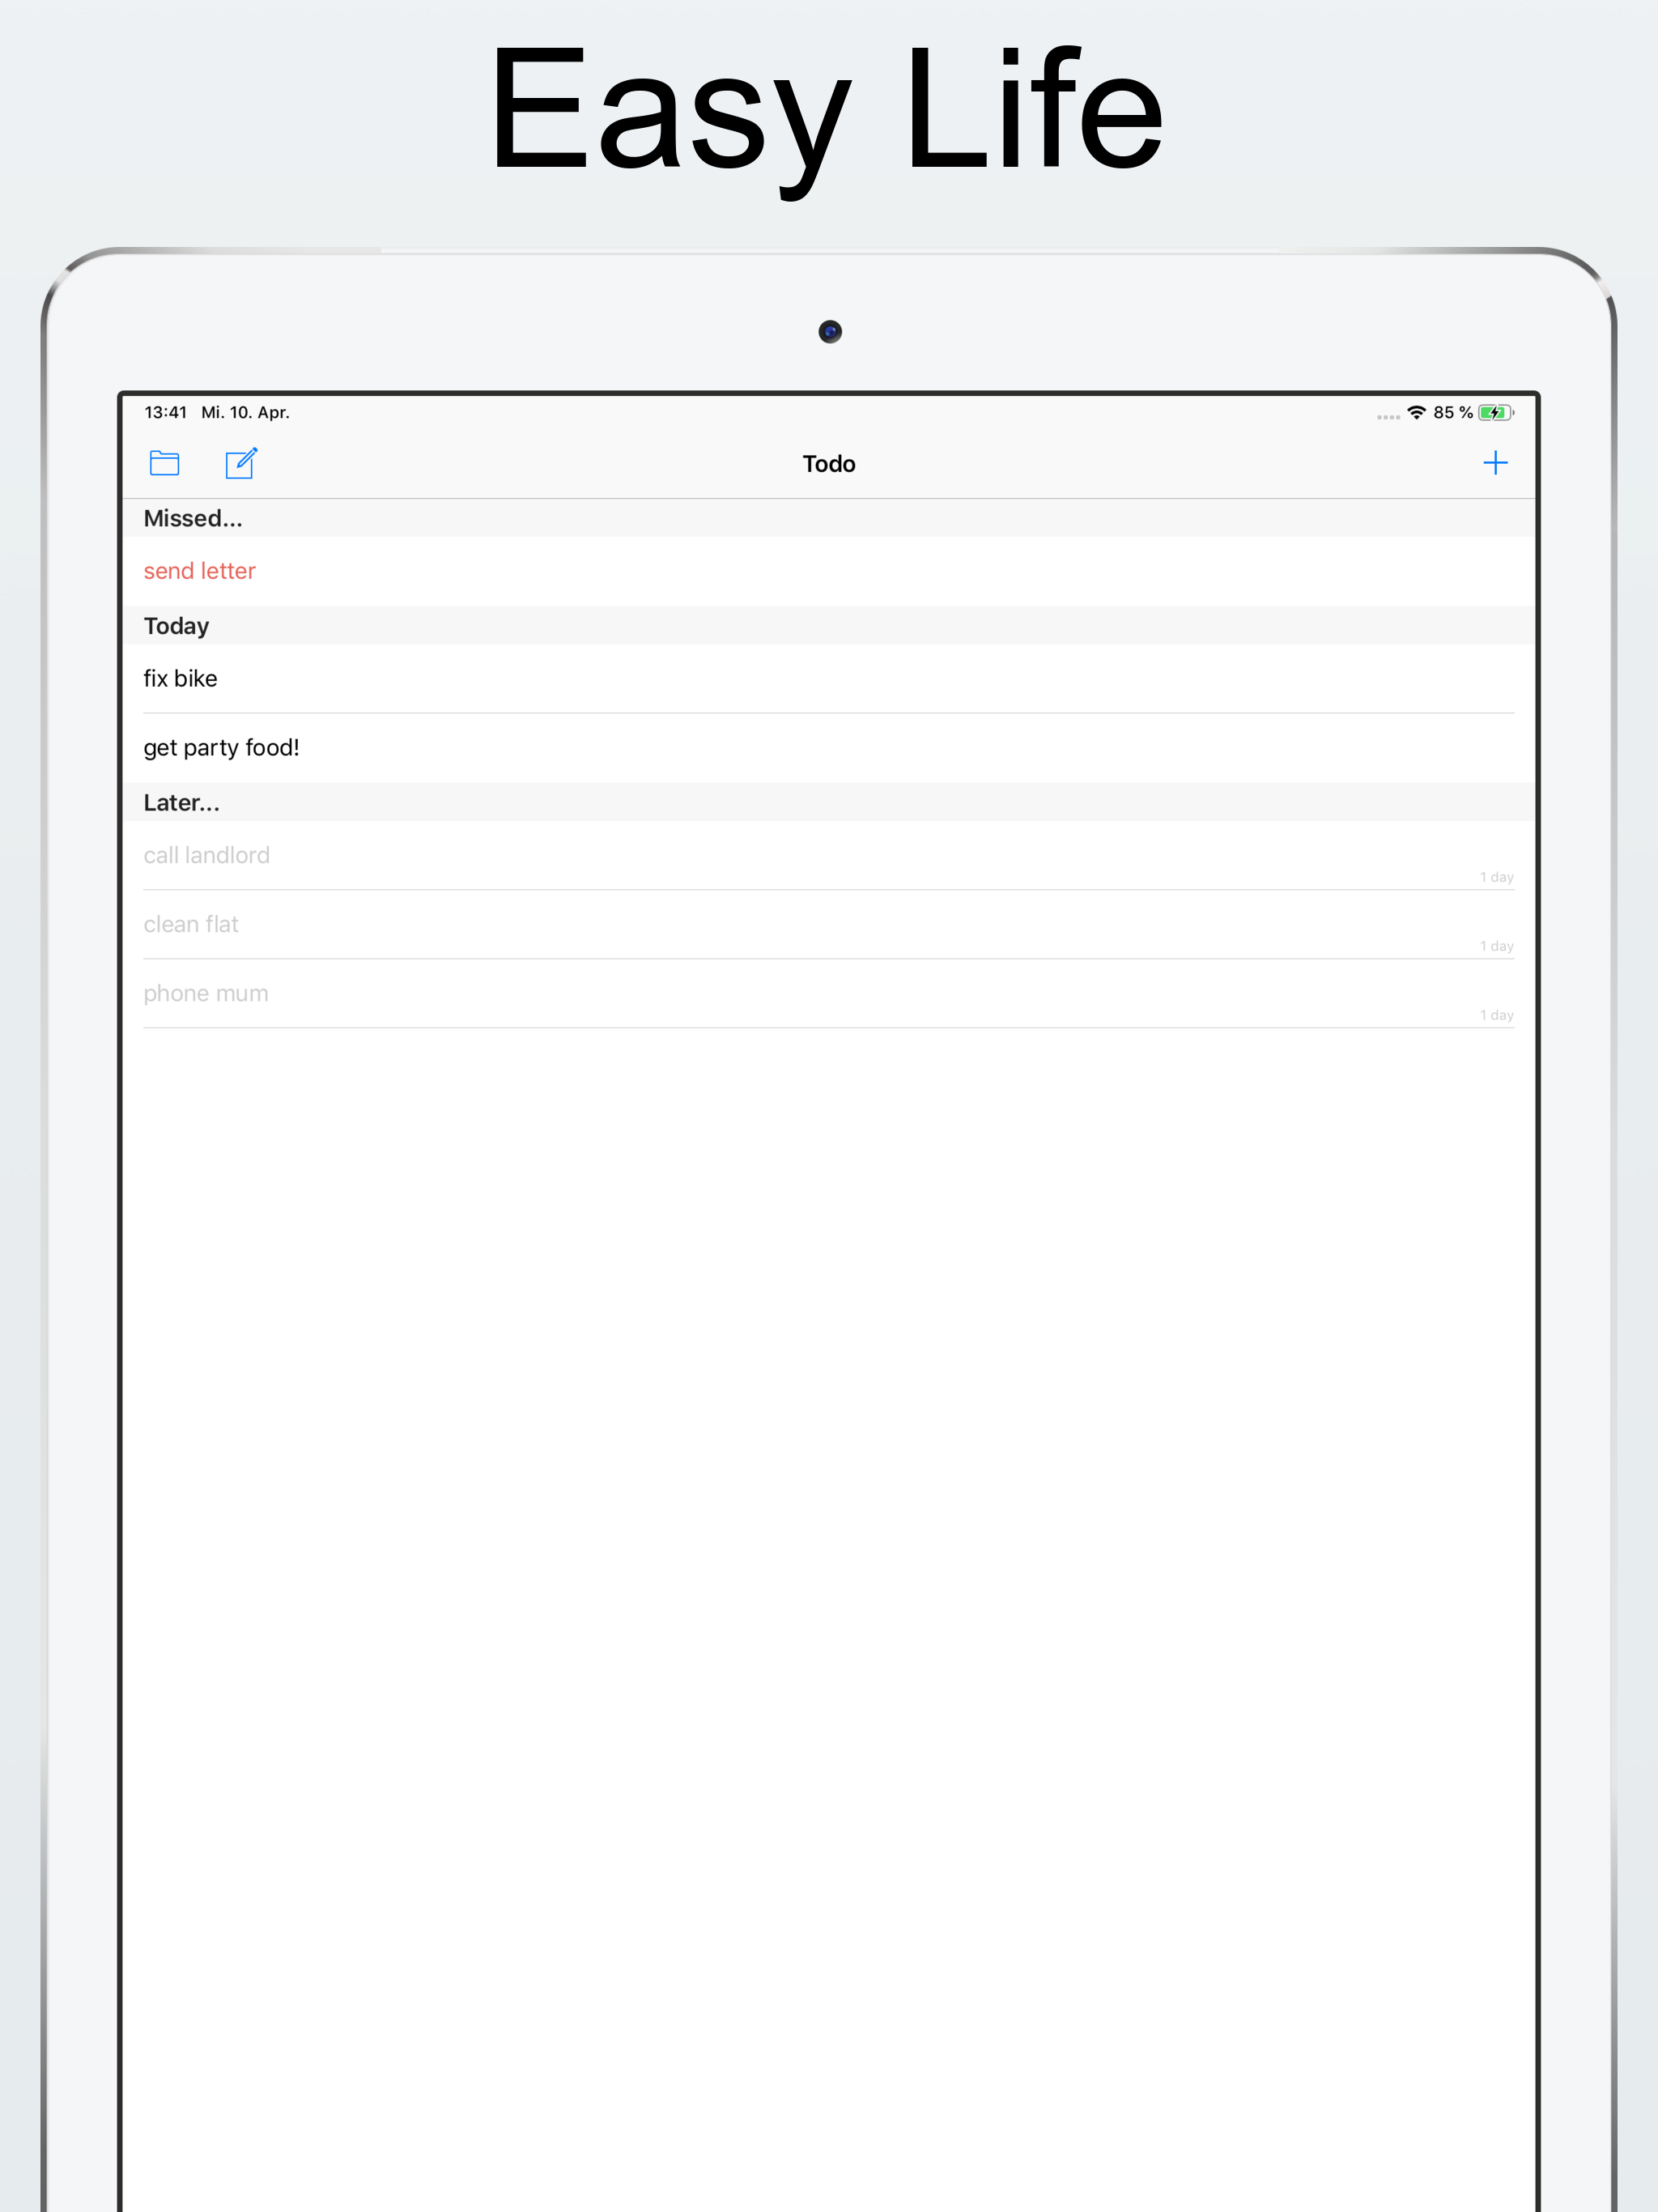 Easy Life
13:41 Mi. 10. Apr.
85 %
Todo
Missed...
send letter
Today
fix bike
get party food!
Later...
call landlord
1 day
clean flat
1 day
phone mum
1 day